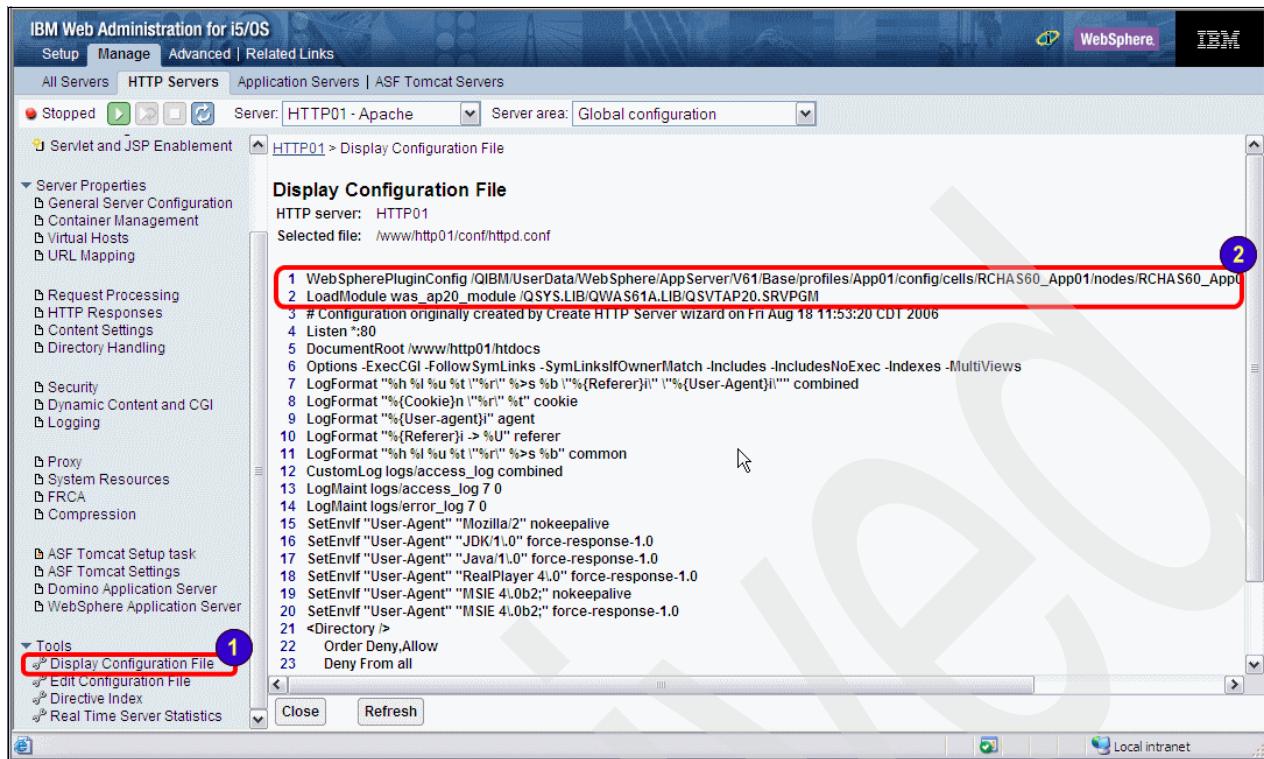 IBM Web Administration for i5/OS
WebSphere.
IBM
Setup Manage Advanced | Related Links
All Servers HTTP Servers Application Servers | ASF Tomcat Servers
Stopped Server: HTTP01 - Apache Server area: Global configuration
Servlet and JSP Enablement
Server Properties
General Server Configuration
Container Management
Virtual Hosts
URL Mapping
Request Processing
HTTP Responses
Content Settings
Directory Handling
Security
Dynamic Content and CGI
Logging
Proxy
System Resources
FRCA
Compression
ASF Tomcat Setup task
ASF Tomcat Settings
Domino Application Server
WebSphere Application Server
Tools
1
Display Configuration File
Edit Configuration File
Directive Index
Real Time Server Statistics
HTTP01 > Display Configuration File
Display Configuration File
HTTP server: HTTP01
Selected file: /www/http01/conf/httpd.conf
2
1 WebSpherePluginConfig /QIBM/UserData/WebSphere/AppServer/V61/Base/profiles/App01/config/cells/RCHAS60_App01/nodes/RCHAS60_App0
2 LoadModule was_ap20_module /QSYS.LIB/QWAS61A.LIB/QSVTAP20.SRVPGM
3 # Configuration originally created by Create HTTP Server wizard on Fri Aug 18 11:53:20 CDT 2006
4 Listen *:80
5 DocumentRoot /www/http01/htdocs
6 Options -ExecCGI -FollowSymLinks -SymLinksIfOwnerMatch -Includes -IncludesNoExec -Indexes -MultiViews
7 LogFormat "%h %l %u %t \"%r\" %>s %b \"%{Referer}i\" \"%{User-Agent}i\"" combined
8 LogFormat "%{Cookie}n \"%r\" %t" cookie
9 LogFormat "%{User-agent}i" agent
10 LogFormat "%{Referer}i -> %U" referer
11 LogFormat "%h %l %u %t \"%r\" %>s %b" common
12 CustomLog logs/access_log combined
13 LogMaint logs/access_log 7 0
14 LogMaint logs/error_log 7 0
15 SetEnvIf "User-Agent" "Mozilla/2" nokeepalive
16 SetEnvIf "User-Agent" "JDK/1\.0" force-response-1.0
17 SetEnvIf "User-Agent" "Java/1\.0" force-response-1.0
18 SetEnvIf "User-Agent" "RealPlayer 4\.0" force-response-1.0
19 SetEnvIf "User-Agent" "MSIE 4\.0b2;" nokeepalive
20 SetEnvIf "User-Agent" "MSIE 4\.0b2;" force-response-1.0
21 <Directory />
22 Order Deny,Allow
23 Deny From all
Close Refresh
Local intranet